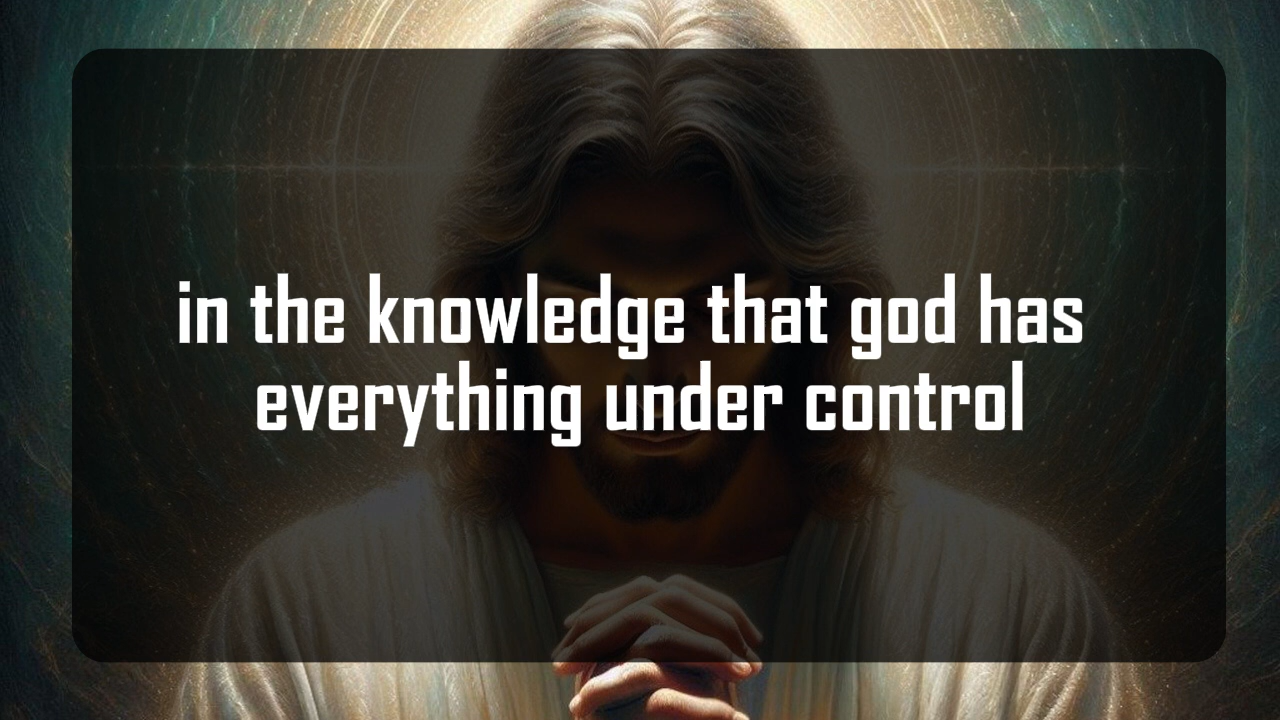 in the knowledge that god has
everything under control